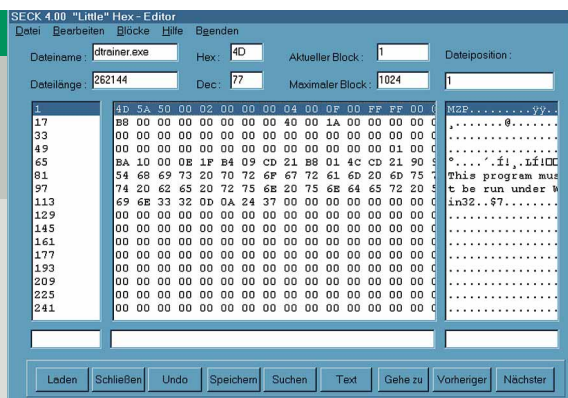 SECK 4.00 "Little" Hex - Editor
Datei Bearbeiten Blöcke Hilfe Beenden
Dateiname : dtrainer.exe Hex : 4D Aktueller Block : 1 Dateiposition :
Dateilänge : 262144 Dec : 77 Maximaler Block : 1024 1
1 4D 5A 50 00 02 00 00 00 04 00 0F 00 FF FF 00 MZP.........ÿÿ..
17 B8 00 00 00 00 00 00 00 40 00 1A 00 00 00 00 ¸.......@.......
33 00 00 00 00 00 00 00 00 00 00 00 00 00 00 00 ................
49 00 00 00 00 00 00 00 00 00 00 00 00 00 01 00 ................
65 BA 10 00 0E 1F B4 09 CD 21 B8 01 4C CD 21 90 °....´.Í!¸.LÍ!□□
81 54 68 69 73 20 70 72 6F 67 72 61 6D 20 6D 75 This program mus
97 74 20 62 65 20 72 75 6E 20 75 6E 64 65 72 20 t be run under W
113 69 6E 33 32 0D 0A 24 37 00 00 00 00 00 00 00 in32..$7........
129 00 00 00 00 00 00 00 00 00 00 00 00 00 00 00 ................
145 00 00 00 00 00 00 00 00 00 00 00 00 00 00 00 ................
161 00 00 00 00 00 00 00 00 00 00 00 00 00 00 00 ................
177 00 00 00 00 00 00 00 00 00 00 00 00 00 00 00 ................
193 00 00 00 00 00 00 00 00 00 00 00 00 00 00 00 ................
209 00 00 00 00 00 00 00 00 00 00 00 00 00 00 00 ................
225 00 00 00 00 00 00 00 00 00 00 00 00 00 00 00 ................
241 00 00 00 00 00 00 00 00 00 00 00 00 00 00 00 ................
Laden Schließen Undo Speichern Suchen Text Gehe zu Vorheriger Nächster